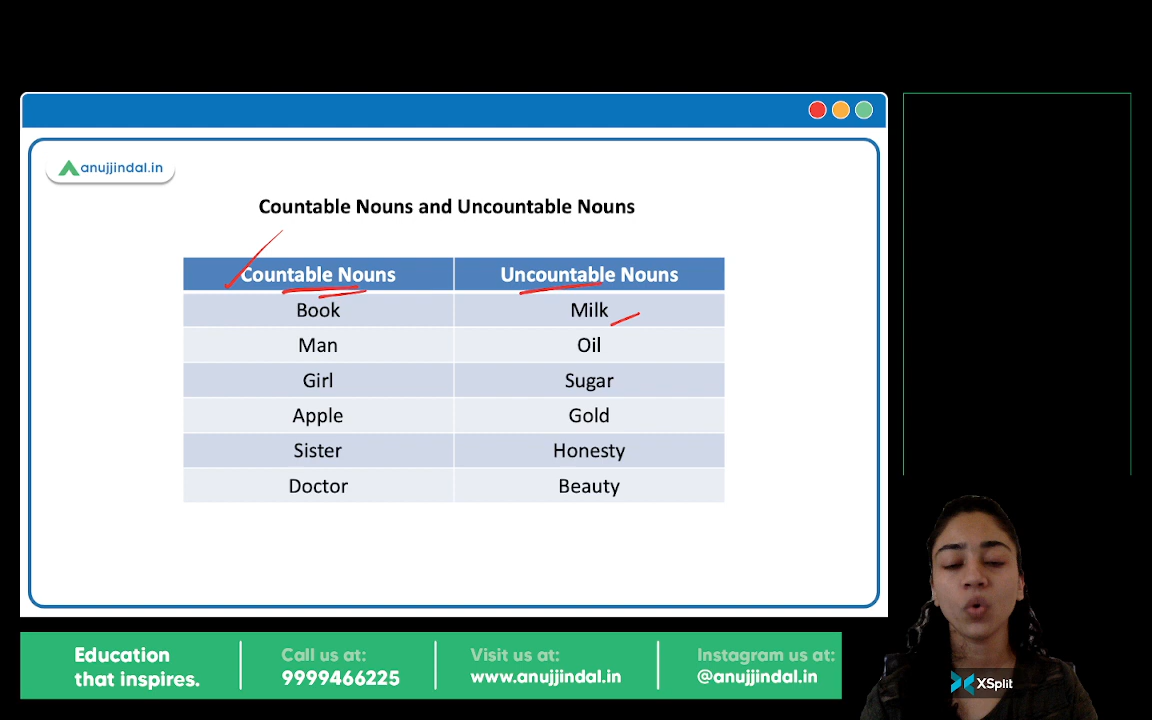 anujjindal.in
Countable Nouns and Uncountable Nouns
Countable Nouns Uncountable Nouns
Book Milk
Man Oil
Girl Sugar
Apple Gold
Sister Honesty
Doctor Beauty
Education
that inspires.
Call us at:
9999466225
Visit us at:
www.anujjindal.in
Instagram us at:
@anujjindal.in
XSplit